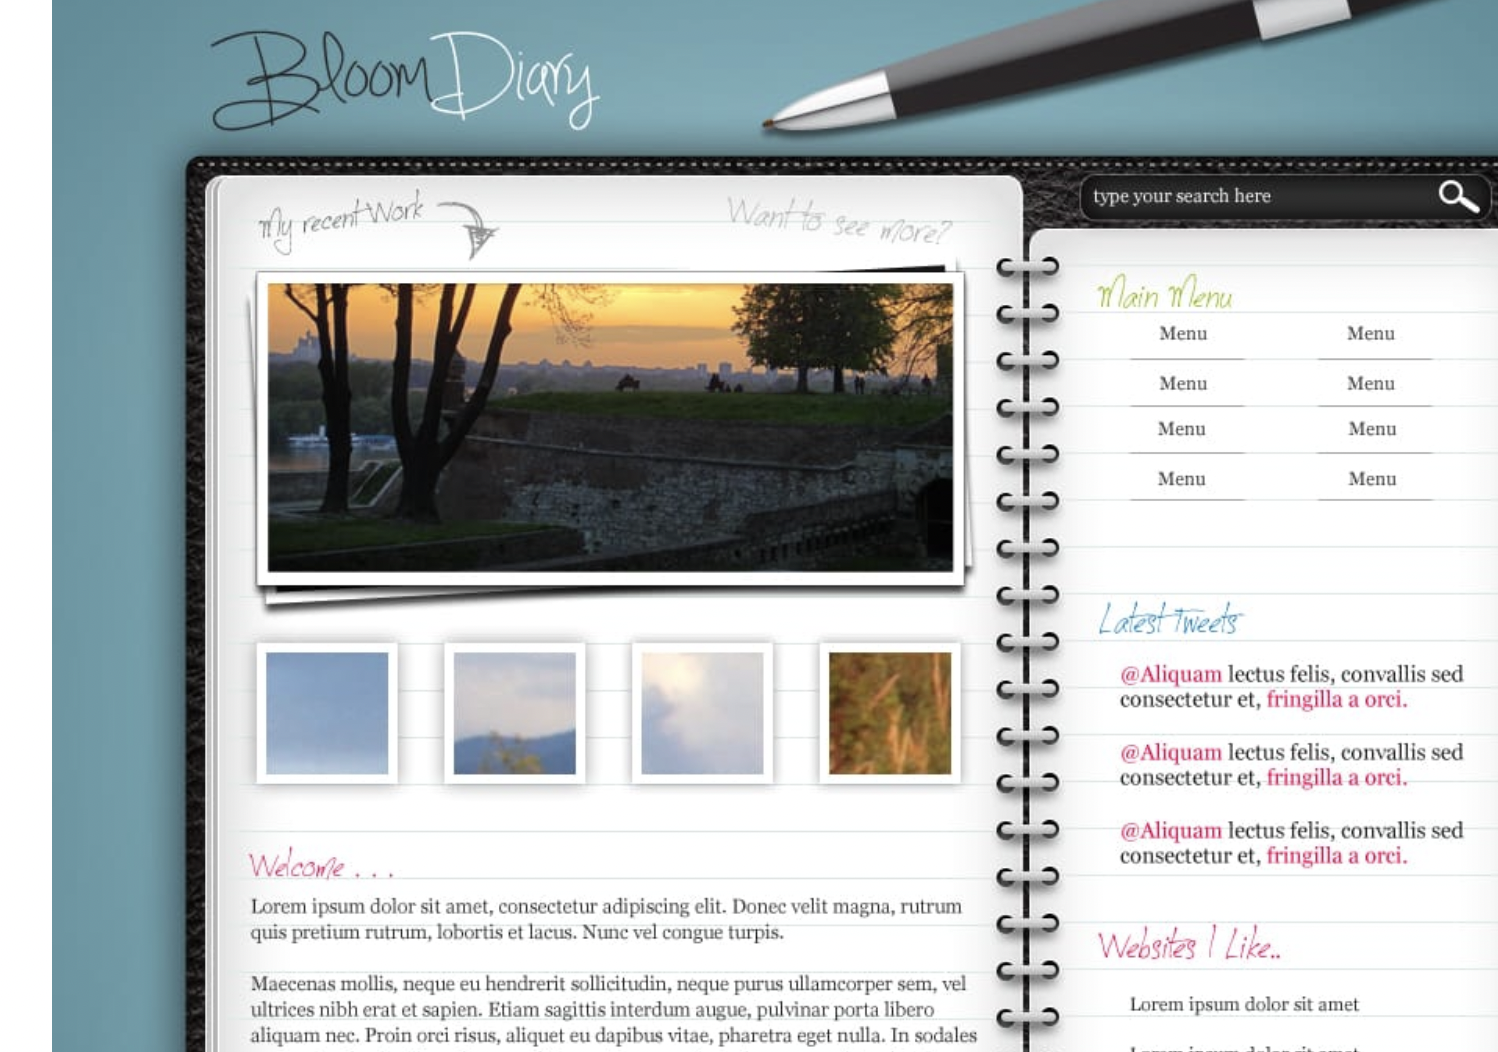 Bloom Diary
My recent Work
Want to see more?
type your search here
Main Menu
Menu Menu
Menu Menu
Menu Menu
Menu Menu
Latest Tweets
@Aliquam lectus felis, convallis sed
consectetur et, fringilla a orci.
@Aliquam lectus felis, convallis sed
consectetur et, fringilla a orci.
@Aliquam lectus felis, convallis sed
consectetur et, fringilla a orci.
Welcome . . .
Lorem ipsum dolor sit amet, consectetur adipiscing elit. Donec velit magna, rutrum
quis pretium rutrum, lobortis et lacus. Nunc vel congue turpis.
Maecenas mollis, neque eu hendrerit sollicitudin, neque purus ullamcorper sem, vel
ultrices nibh erat et sapien. Etiam sagittis interdum augue, pulvinar porta libero
aliquam nec. Proin orci risus, aliquet eu dapibus vitae, pharetra eget nulla. In sodales
Websites I Like..
Lorem ipsum dolor sit amet